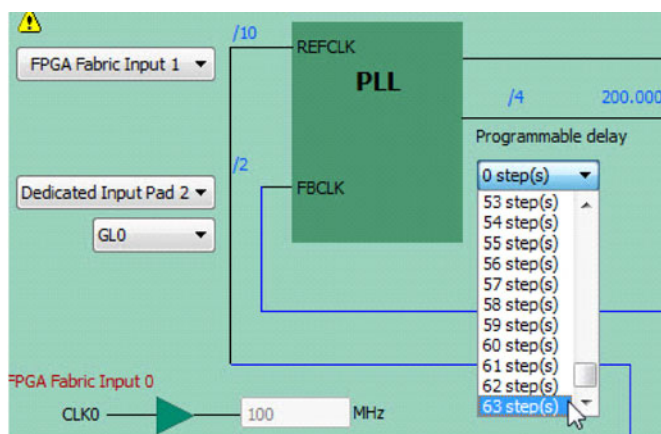 /10
FPGA Fabric Input 1
REFCLK
PLL
/4 200.000
Programmable delay
/2
Dedicated Input Pad 2
FBCLK
0 step(s)
GL0
53 step(s)
54 step(s)
55 step(s)
56 step(s)
57 step(s)
58 step(s)
59 step(s)
60 step(s)
61 step(s)
62 step(s)
63 step(s)
FPGA Fabric Input 0
CLK0 100 MHz